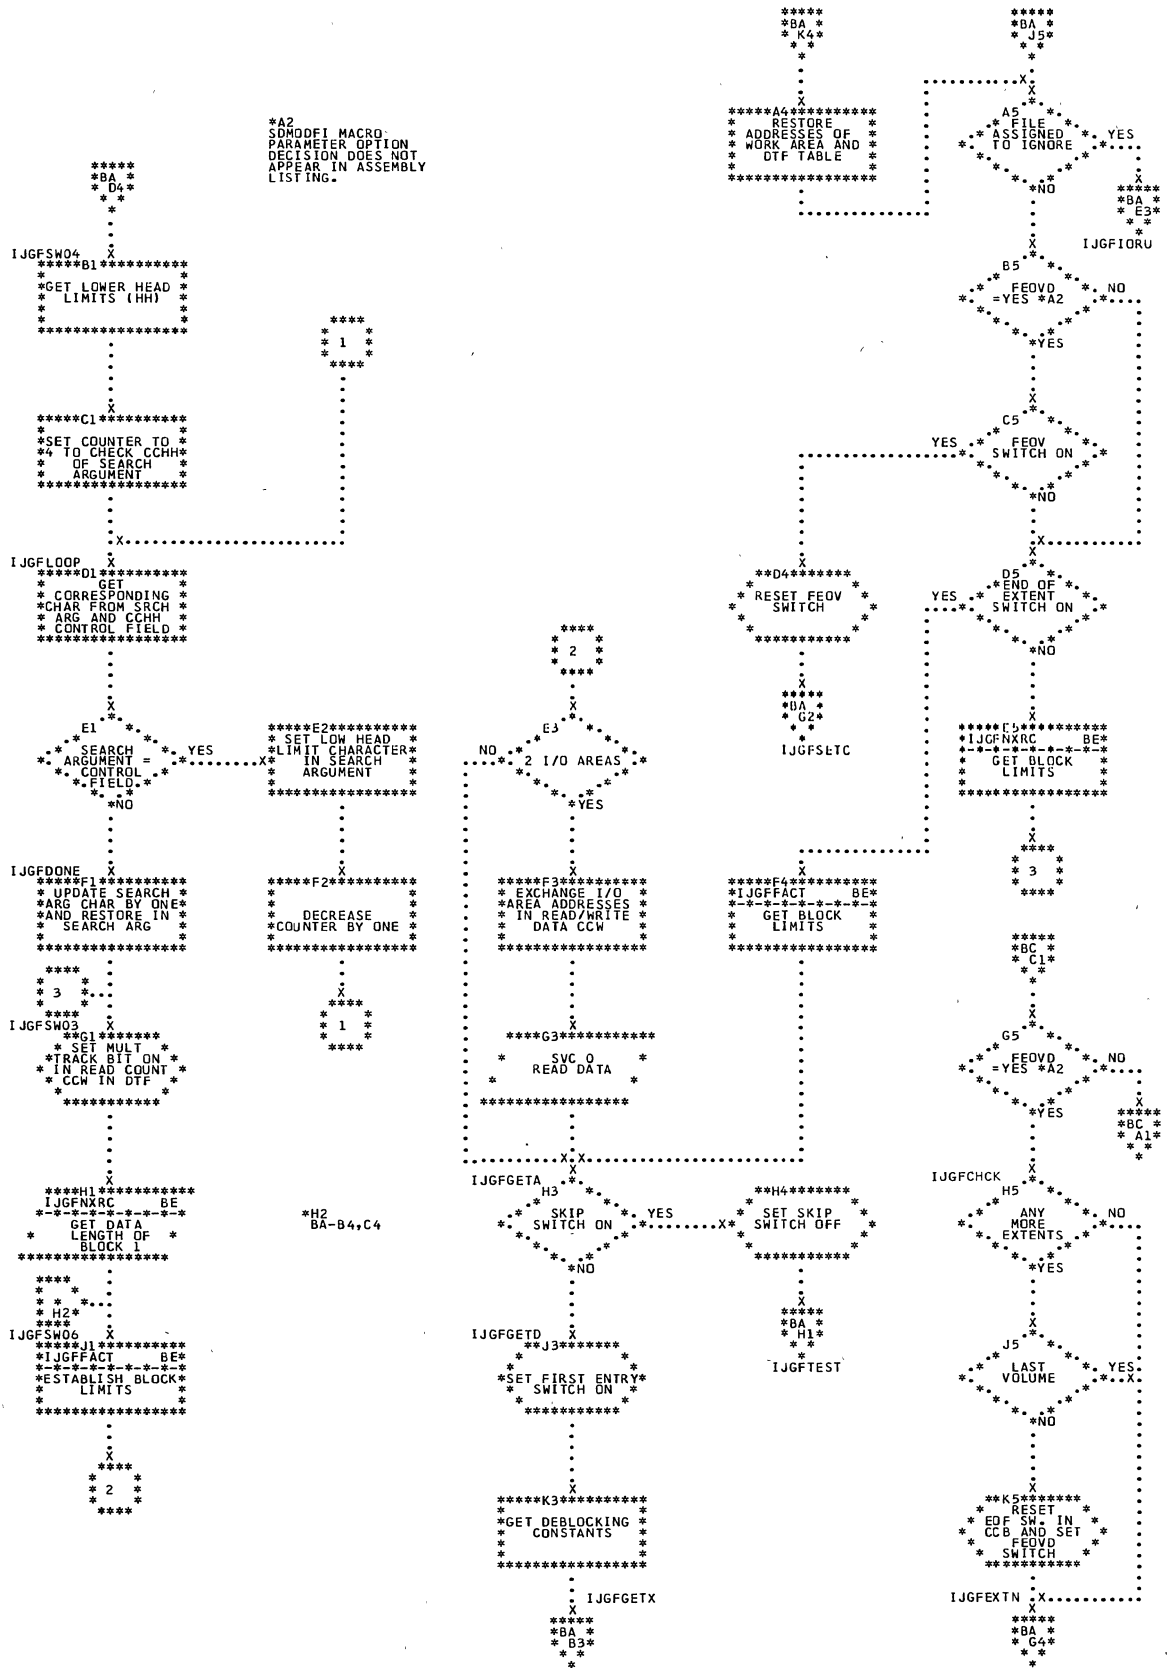 BA
K4
BA
J5
*A2
SDMODFI MACRO
PARAMETER OPTION
DECISION DOES NOT
APPEAR IN ASSEMBLY
LISTING.
A4
RESTORE
ADDRESSES OF
WORK AREA AND
DTF TABLE
A5
FILE
ASSIGNED
TO IGNORE
YES
NO
BA
E3
IJGFIORU
BA
D4
IJGFSW04
B1
GET LOWER HEAD
LIMITS (HH)
B5
FEOVD
=YES *A2
NO
YES
1
C1
SET COUNTER TO
4 TO CHECK CCHH
OF SEARCH
ARGUMENT
C5
FEOV
SWITCH ON
YES
NO
IJGFLOOP
D1
GET
CORRESPONDING
CHAR FROM SRCH
ARG AND CCHH
CONTROL FIELD
D4
RESET FEOV
SWITCH
D5
END OF
EXTENT
SWITCH ON
YES
NO
2
BA
G2
IJGFSETC
E1
SEARCH
ARGUMENT =
CONTROL
FIELD
YES
NO
E2
SET LOW HEAD
LIMIT CHARACTER
IN SEARCH
ARGUMENT
E3
2 I/O AREAS
NO
YES
E5
IJGFNXRC BE
GET BLOCK
LIMITS
3
IJGFDONE
F1
UPDATE SEARCH
ARG CHAR BY ONE
AND RESTORE IN
SEARCH ARG
F2
DECREASE
COUNTER BY ONE
F3
EXCHANGE I/O
AREA ADDRESSES
IN READ/WRITE
DATA CCW
F4
IJGFFACT BE
GET BLOCK
LIMITS
BC
C1
3
1
IJGFSW03
G1
SET MULT
TRACK BIT ON
IN READ COUNT
CCW IN DTF
G3
SVC 0
READ DATA
G5
FEOVD
=YES *A2
NO
YES
BC
A1
H1
IJGFNXRC BE
GET DATA
LENGTH OF
BLOCK 1
*H2
BA-B4,C4
IJGFGETA
H3
SKIP
SWITCH ON
YES
NO
H4
SET SKIP
SWITCH OFF
IJGFCHCK
H5
ANY
MORE
EXTENTS
NO
YES
*
H2
BA
H1
IJGFTEST
IJGFSW06
J1
IJGFFACT BE
ESTABLISH BLOCK
LIMITS
IJGFGETD
J3
SET FIRST ENTRY
SWITCH ON
J5
LAST
VOLUME
YES
NO
2
K3
GET DEBLOCKING
CONSTANTS
K5
RESET
EOF SW. IN
CCB AND SET
FEOVD
SWITCH
IJGFGETX
BA
B3
IJGFEXTN
BA
G4